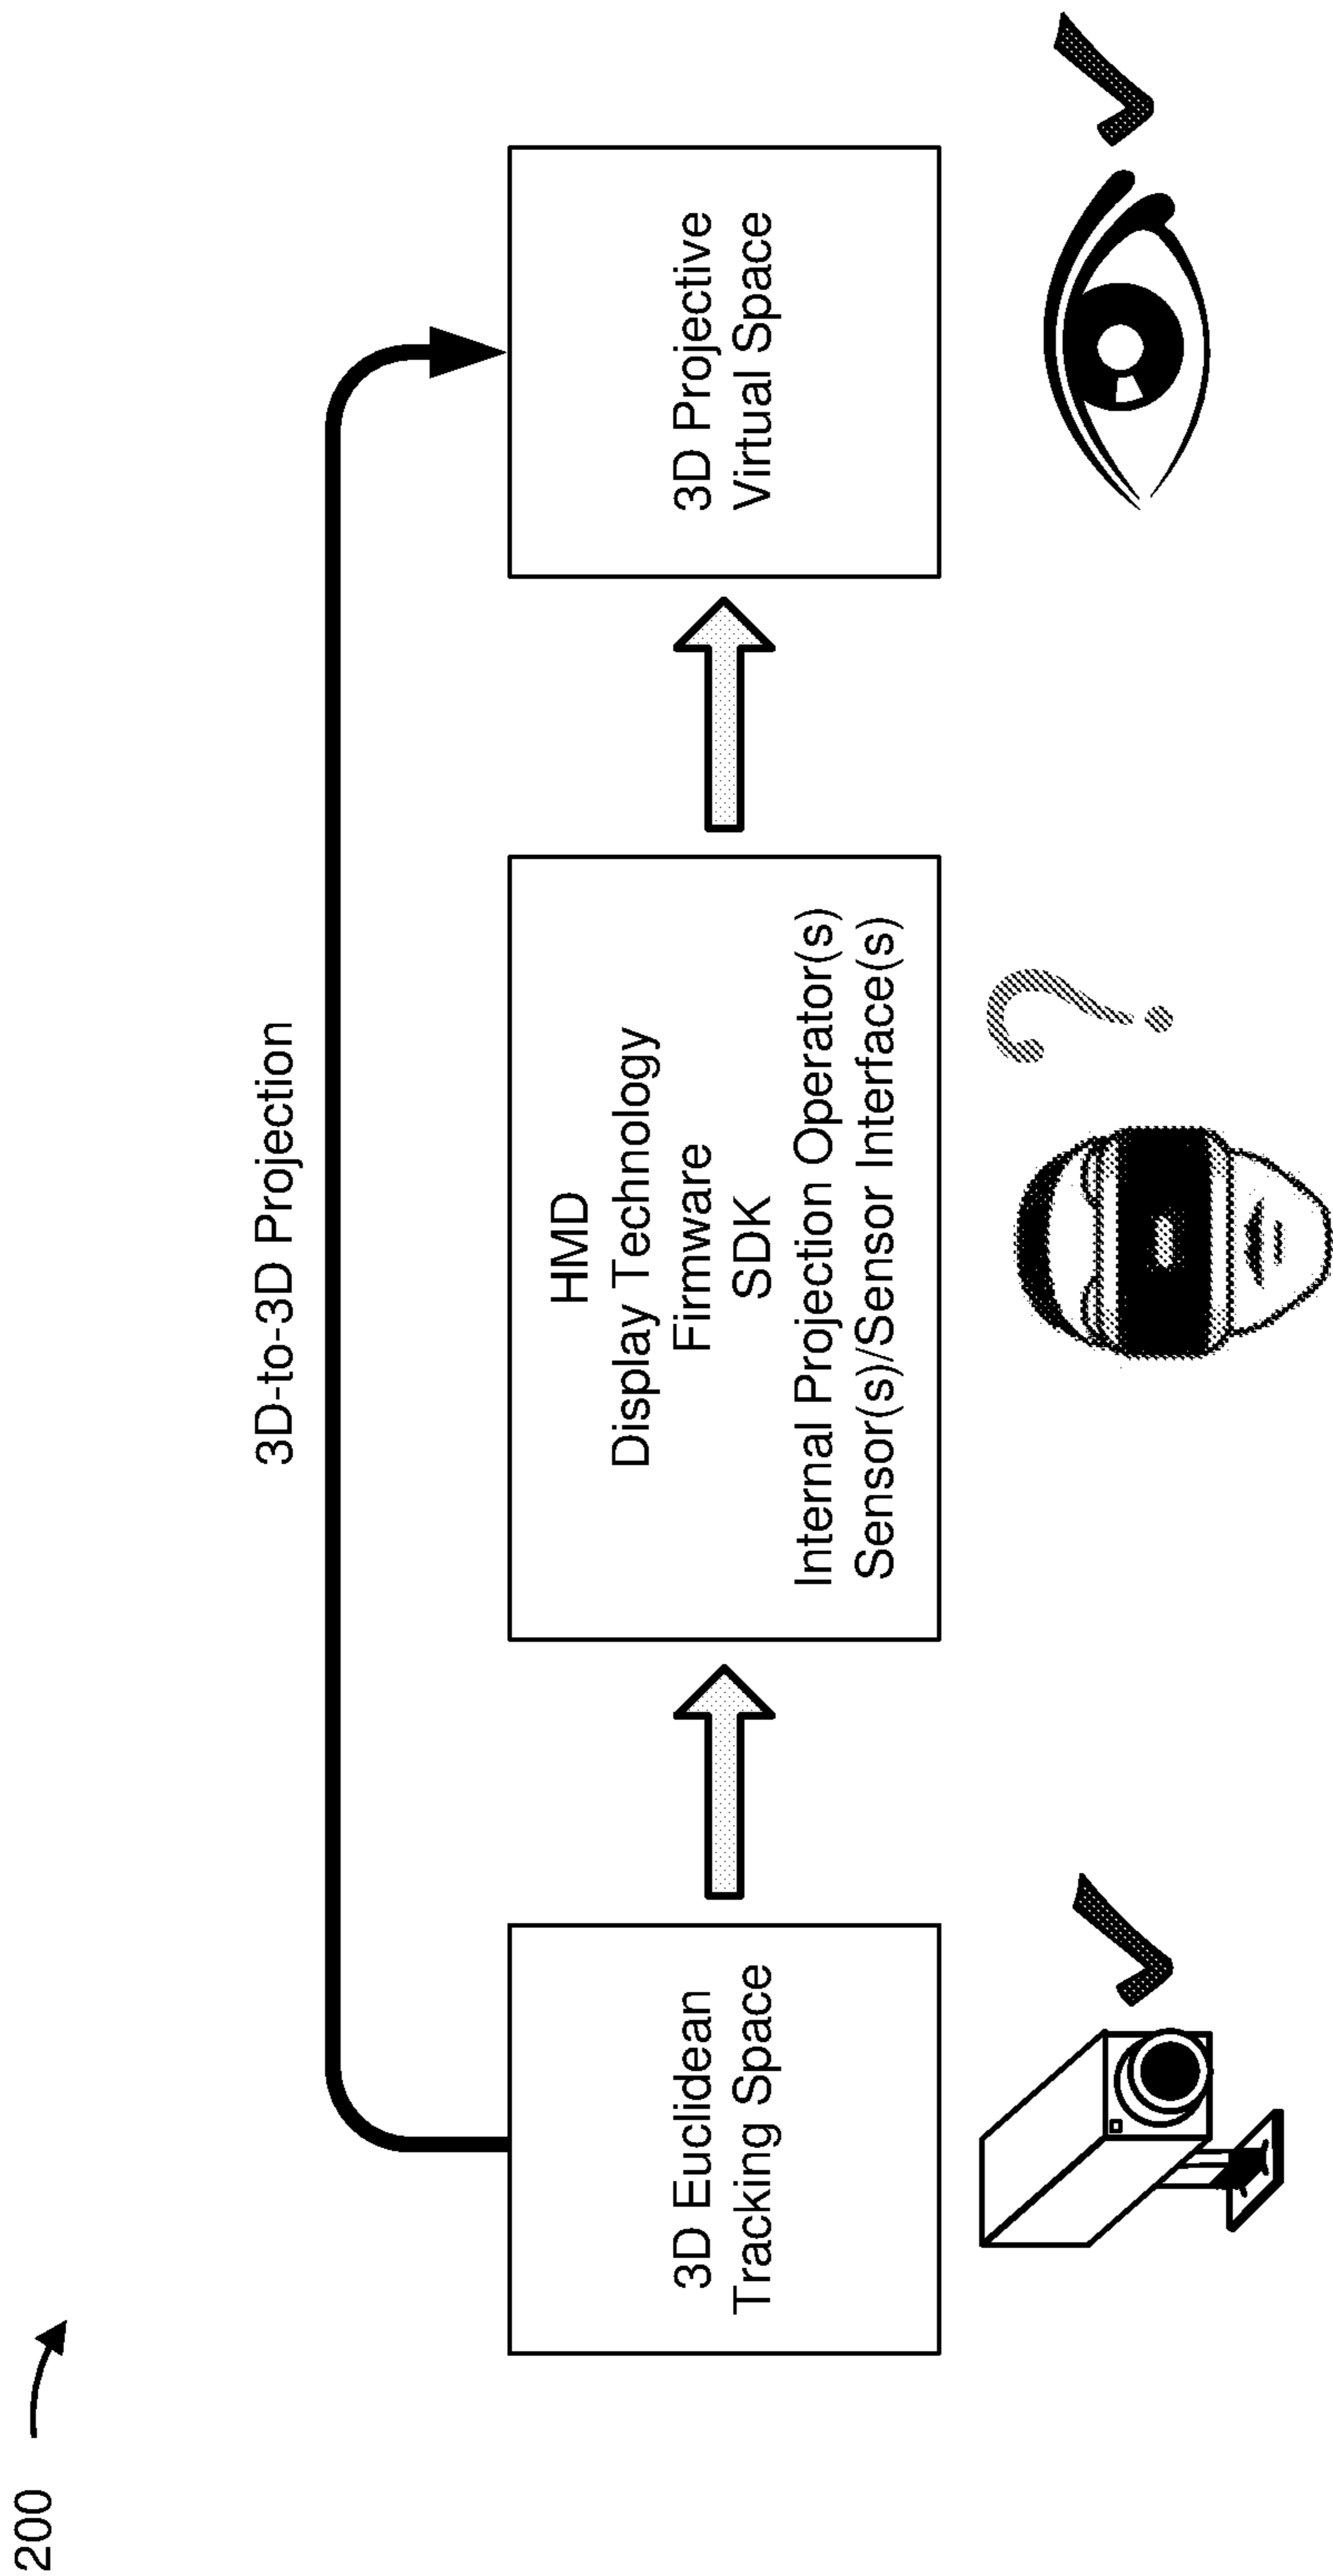 200
3D-to-3D Projection
3D Euclidean
Tracking Space
HMD
Display Technology
Firmware
SDK
Internal Projection Operator(s)
Sensor(s)/Sensor Interface(s)
3D Projective
Virtual Space
?